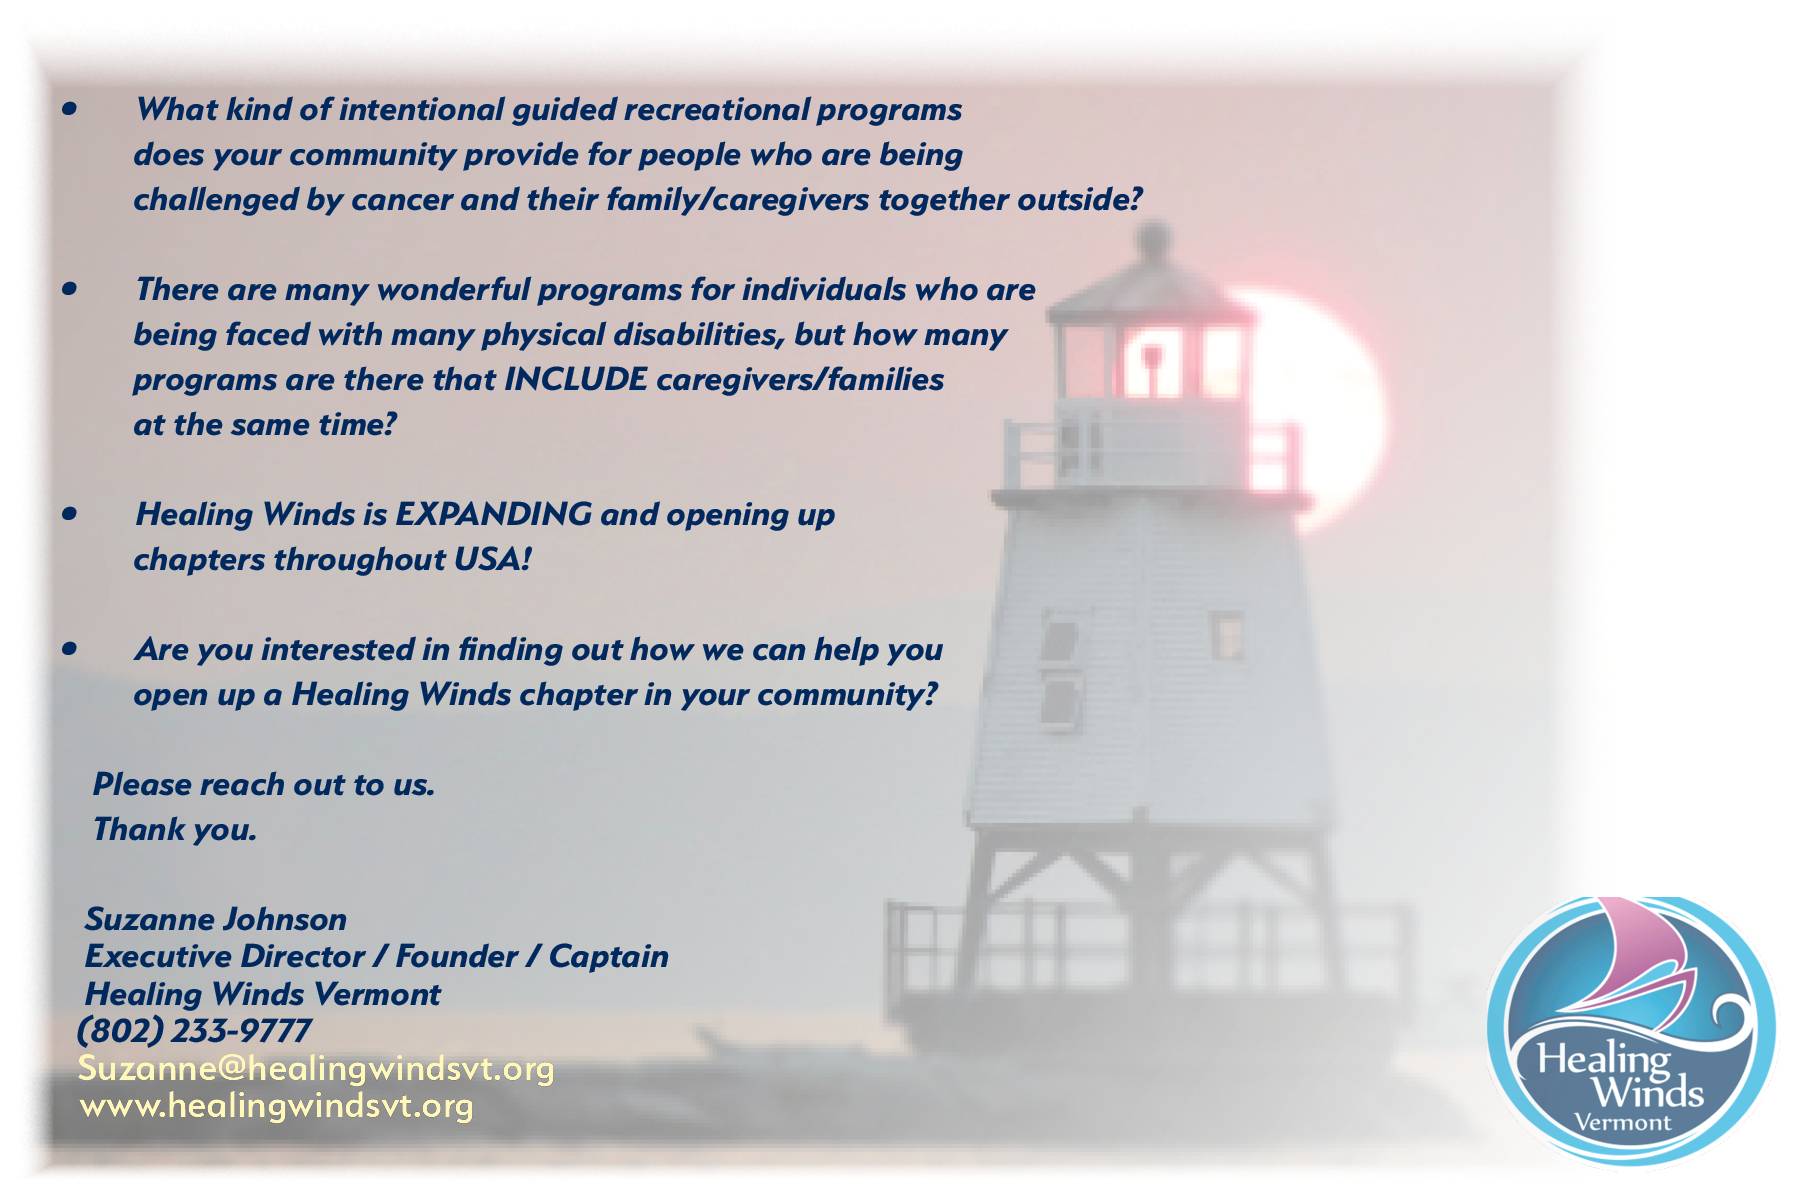 • What kind of intentional guided recreational programs
does your community provide for people who are being
challenged by cancer and their family/caregivers together outside?
• There are many wonderful programs for individuals who are
being faced with many physical disabilities, but how many
programs are there that INCLUDE caregivers/families
at the same time?
• Healing Winds is EXPANDING and opening up
chapters throughout USA!
• Are you interested in finding out how we can help you
open up a Healing Winds chapter in your community?
Please reach out to us.
Thank you.
Suzanne Johnson
Executive Director / Founder / Captain
Healing Winds Vermont
(802) 233-9777
Suzanne@healingwindsvt.org
www.healingwindsvt.org
Healing
Winds
Vermont